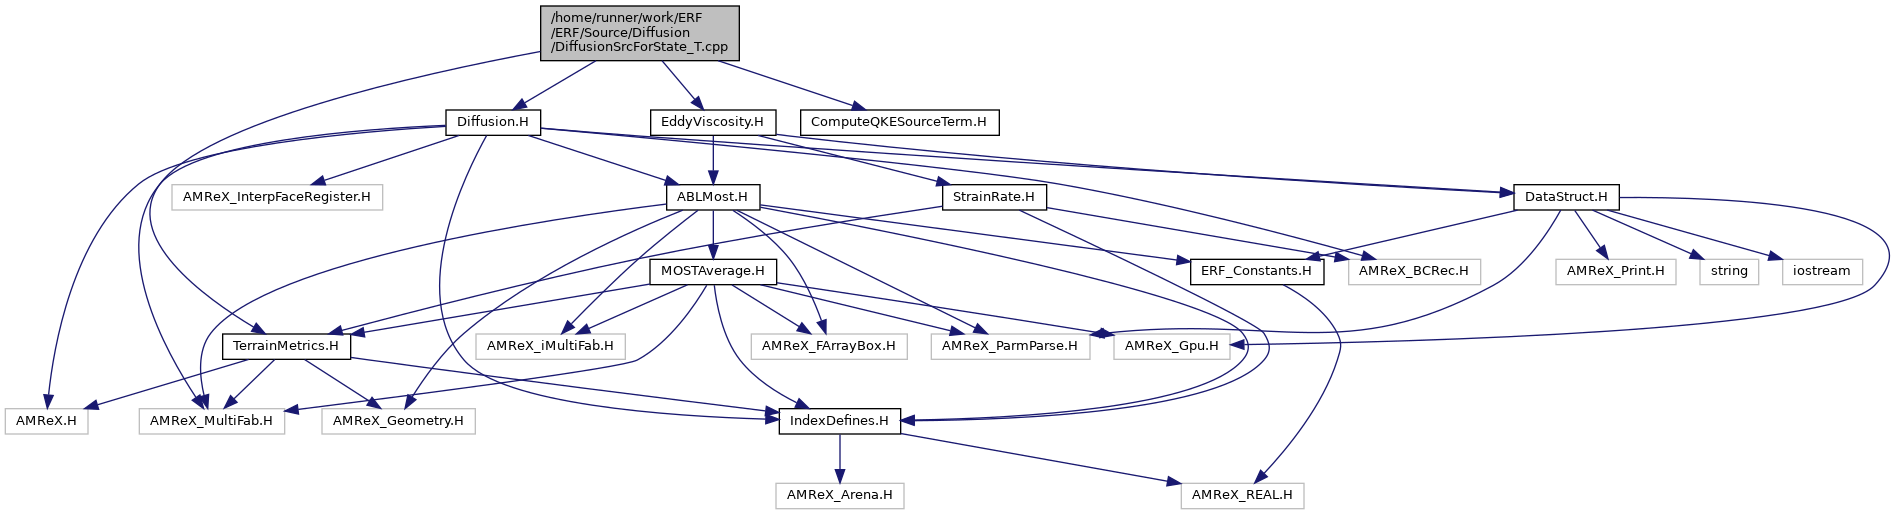 /home/runner/work/ERF
/ERF/Source/Diffusion
/DiffusionSrcForState_T.cpp
Diffusion.H
EddyViscosity.H
ComputeQKESourceTerm.H
AMReX_InterpFaceRegister.H
ABLMost.H
StrainRate.H
DataStruct.H
MOSTAverage.H
ERF_Constants.H
AMReX_BCRec.H
AMReX_Print.H
string
iostream
TerrainMetrics.H
AMReX_iMultiFab.H
AMReX_FArrayBox.H
AMReX_ParmParse.H
AMReX_Gpu.H
AMReX.H
AMReX_MultiFab.H
AMReX_Geometry.H
IndexDefines.H
AMReX_Arena.H
AMReX_REAL.H